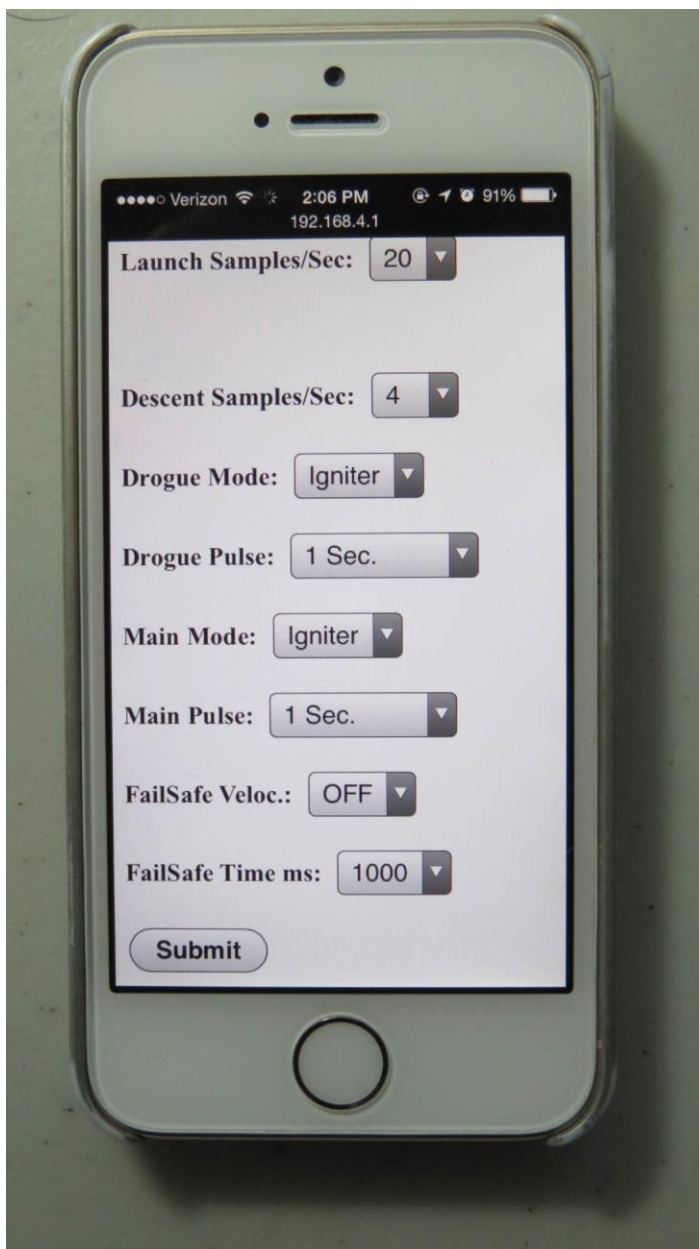 Verizon 2:06 PM 91%
192.168.4.1
Launch Samples/Sec: 20
Descent Samples/Sec: 4
Drogue Mode: Igniter
Drogue Pulse: 1 Sec.
Main Mode: Igniter
Main Pulse: 1 Sec.
FailSafe Veloc.: OFF
FailSafe Time ms: 1000
Submit